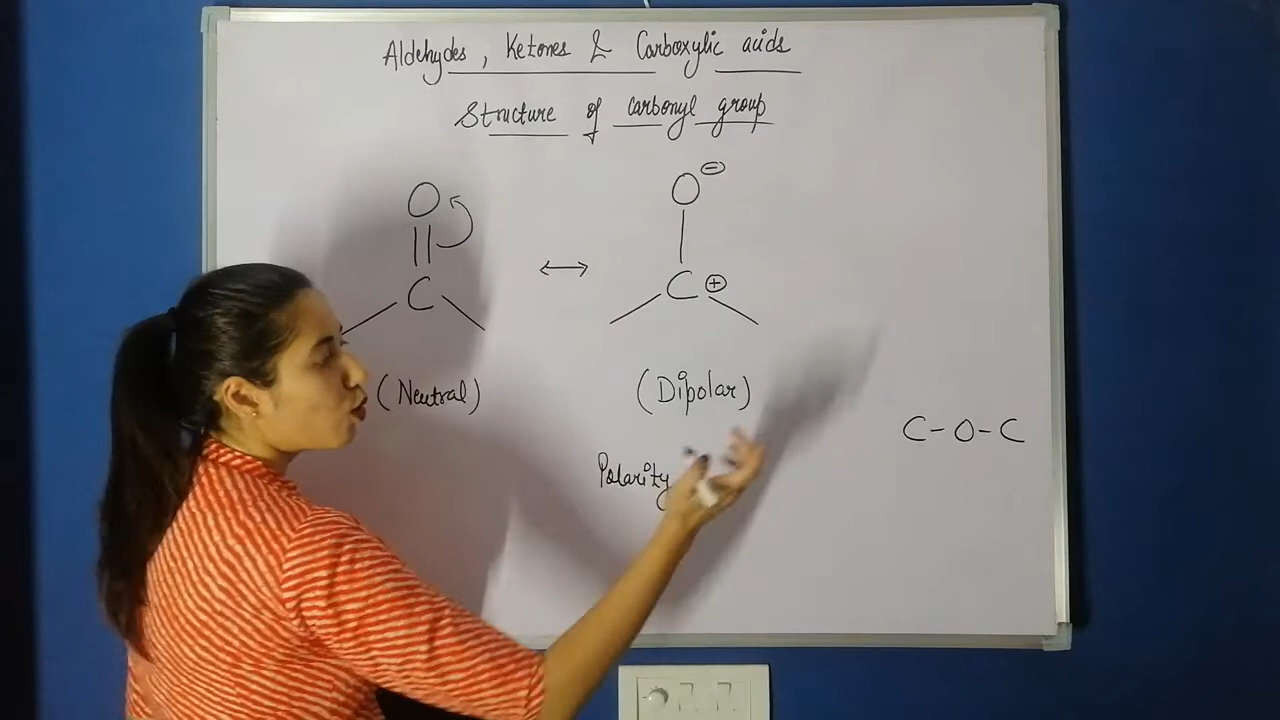 Aldehydes, Ketones & Carboxylic acids
Structure of carbonyl group
O O ⊖
C ↔ C ⊕
(Neutral) (Dipolar)
C-O-C
Polarity